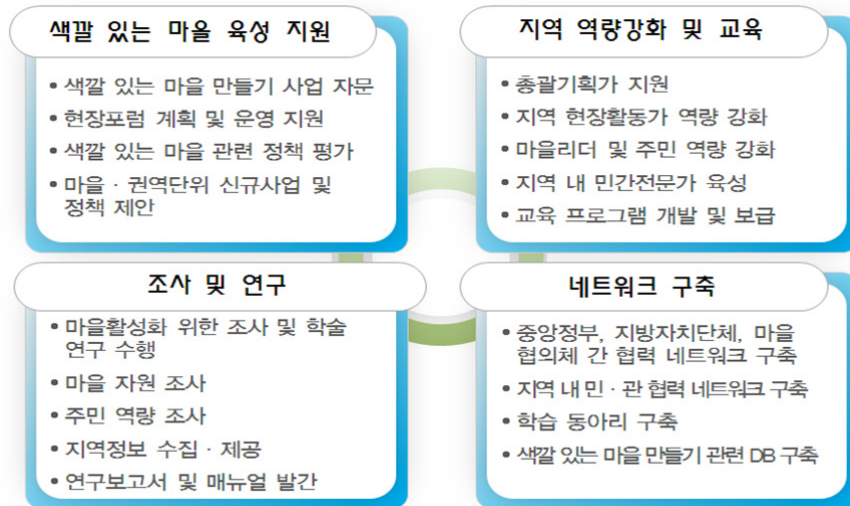 색깔 있는 마을 육성 지원
• 색깔 있는 마을 만들기 사업 자문
• 현장포럼 계획 및 운영 지원
• 색깔 있는 마을 관련 정책 평가
• 마을 · 권역단위 신규사업 및
정책 제안
지역 역량강화 및 교육
• 총괄기획가 지원
• 지역 현장활동가 역량 강화
• 마을리더 및 주민 역량 강화
• 지역 내 민간전문가 육성
• 교육 프로그램 개발 및 보급
조사 및 연구
• 마을활성화 위한 조사 및 학술
연구 수행
• 마을 자원 조사
• 주민 역량 조사
• 지역정보 수집 · 제공
• 연구보고서 및 매뉴얼 발간
네트워크 구축
• 중앙정부, 지방자치단체, 마을
협의체 간 협력 네트워크 구축
• 지역 내 민 · 관 협력 네트워크 구축
• 학습 동아리 구축
• 색깔 있는 마을 만들기 관련 DB 구축